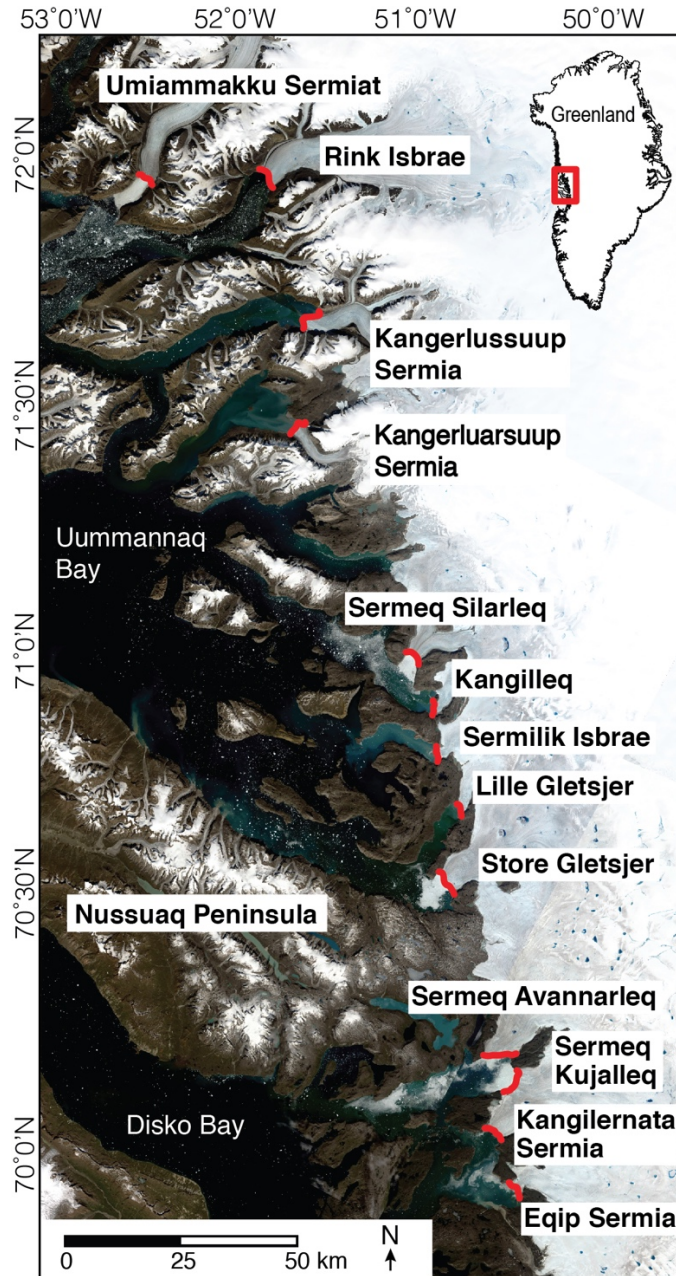 53°0'W 52°0'W 51°0'W 50°0'W
Umiammakku Sermiat
Greenland
72°0'N
Rink Isbrae
Kangerlussuup
Sermia
71°30'N
Kangerluarsuup
Sermia
Uummannaq
Bay
Sermeq Silarleq
71°0'N
Kangilleq
Sermilik Isbrae
Lille Gletsjer
Store Gletsjer
70°30'N
Nussuaq Peninsula
Sermeq Avannarleq
Sermeq
Kujalleq
Kangilernata
Sermia
Disko Bay
70°0'N
Eqip Sermia
N
0 25 50 km